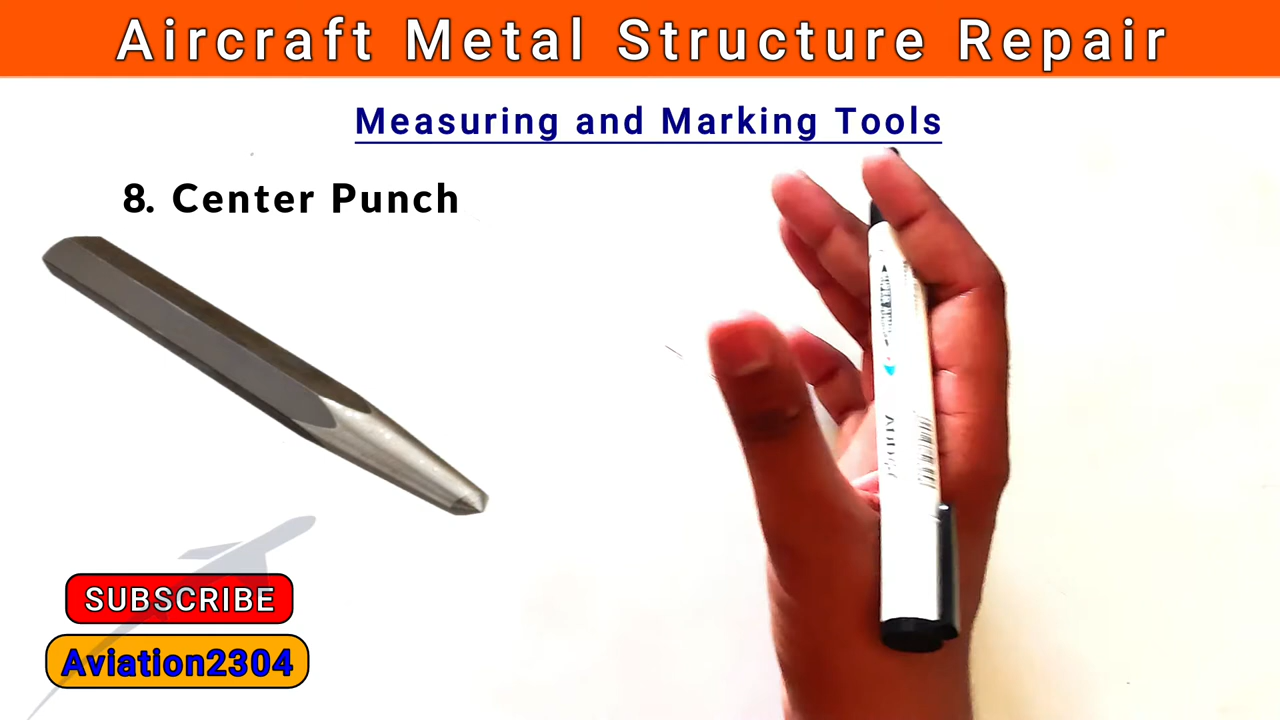 Aircraft Metal Structure Repair
Measuring and Marking Tools
8. Center Punch
SUBSCRIBE
Aviation2304